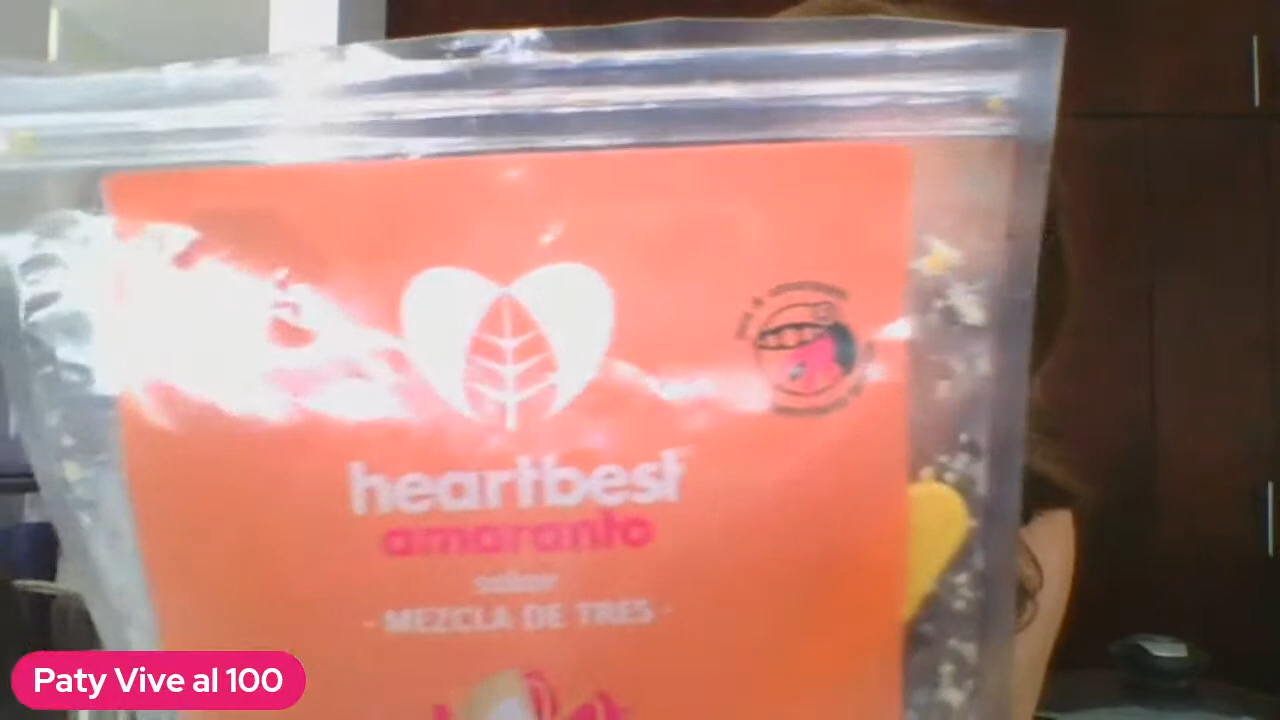 heartbest
amaranto
sabor
- MEZCLA DE TRES -
Paty Vive al 100